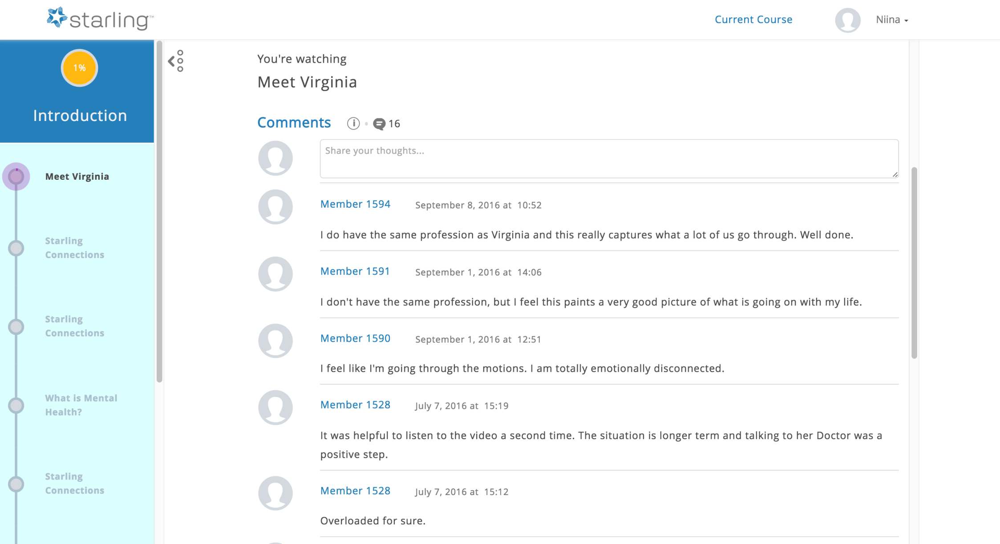 starling™
Current Course
Niina
1%
Introduction
Meet Virginia
Starling
Connections
Starling
Connections
What is Mental
Health?
Starling
Connections
You're watching
Meet Virginia
Comments 16
Share your thoughts...
Member 1594 September 8, 2016 at 10:52
I do have the same profession as Virginia and this really captures what a lot of us go through. Well done.
Member 1591 September 1, 2016 at 14:06
I don't have the same profession, but I feel this paints a very good picture of what is going on with my life.
Member 1590 September 1, 2016 at 12:51
I feel like I'm going through the motions. I am totally emotionally disconnected.
Member 1528 July 7, 2016 at 15:19
It was helpful to listen to the video a second time. The situation is longer term and talking to her Doctor was a
positive step.
Member 1528 July 7, 2016 at 15:12
Overloaded for sure.